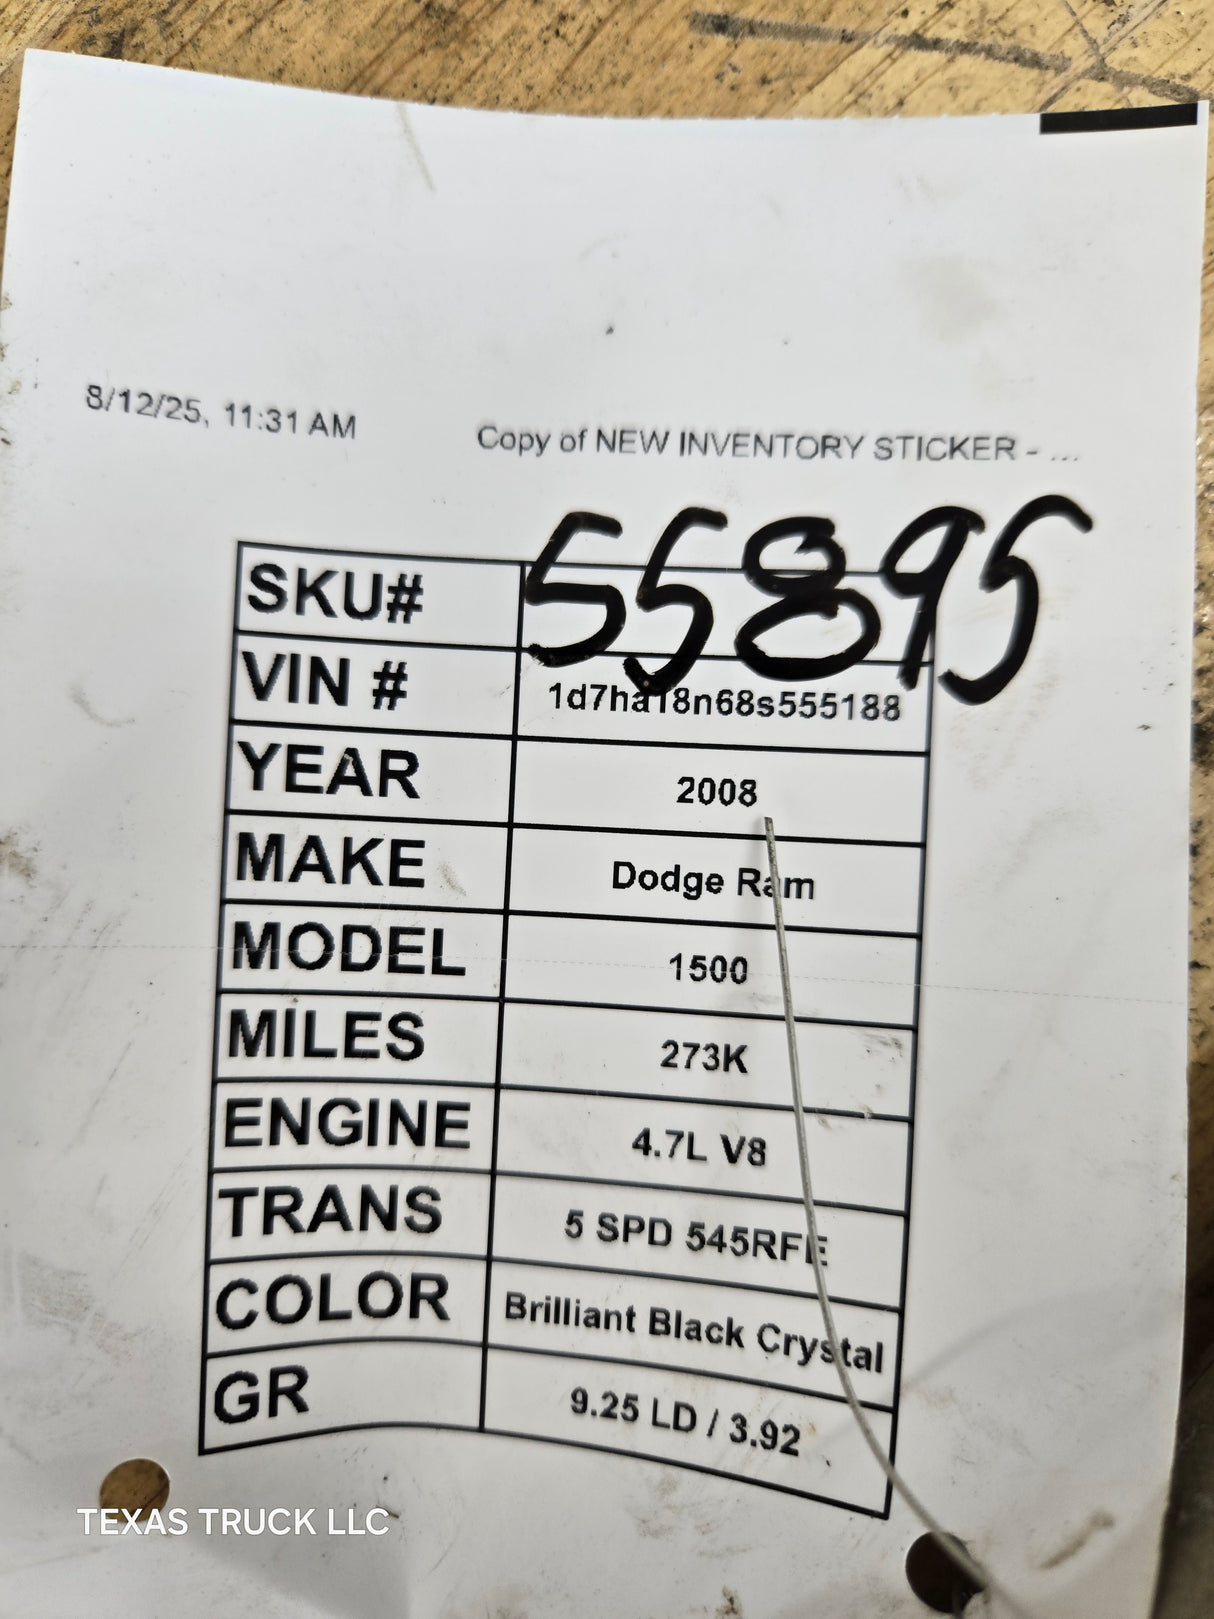 8/12/25, 11:31 AM Copy of NEW INVENTORY STICKER - ...
SKU# 55895
VIN # 1d7ha18n68s555188
YEAR 2008
MAKE Dodge Ram
MODEL 1500
MILES 273K
ENGINE 4.7L V8
TRANS 5 SPD 545RFE
COLOR Brilliant Black Crystal
GR 9.25 LD / 3.92
TEXAS TRUCK LLC